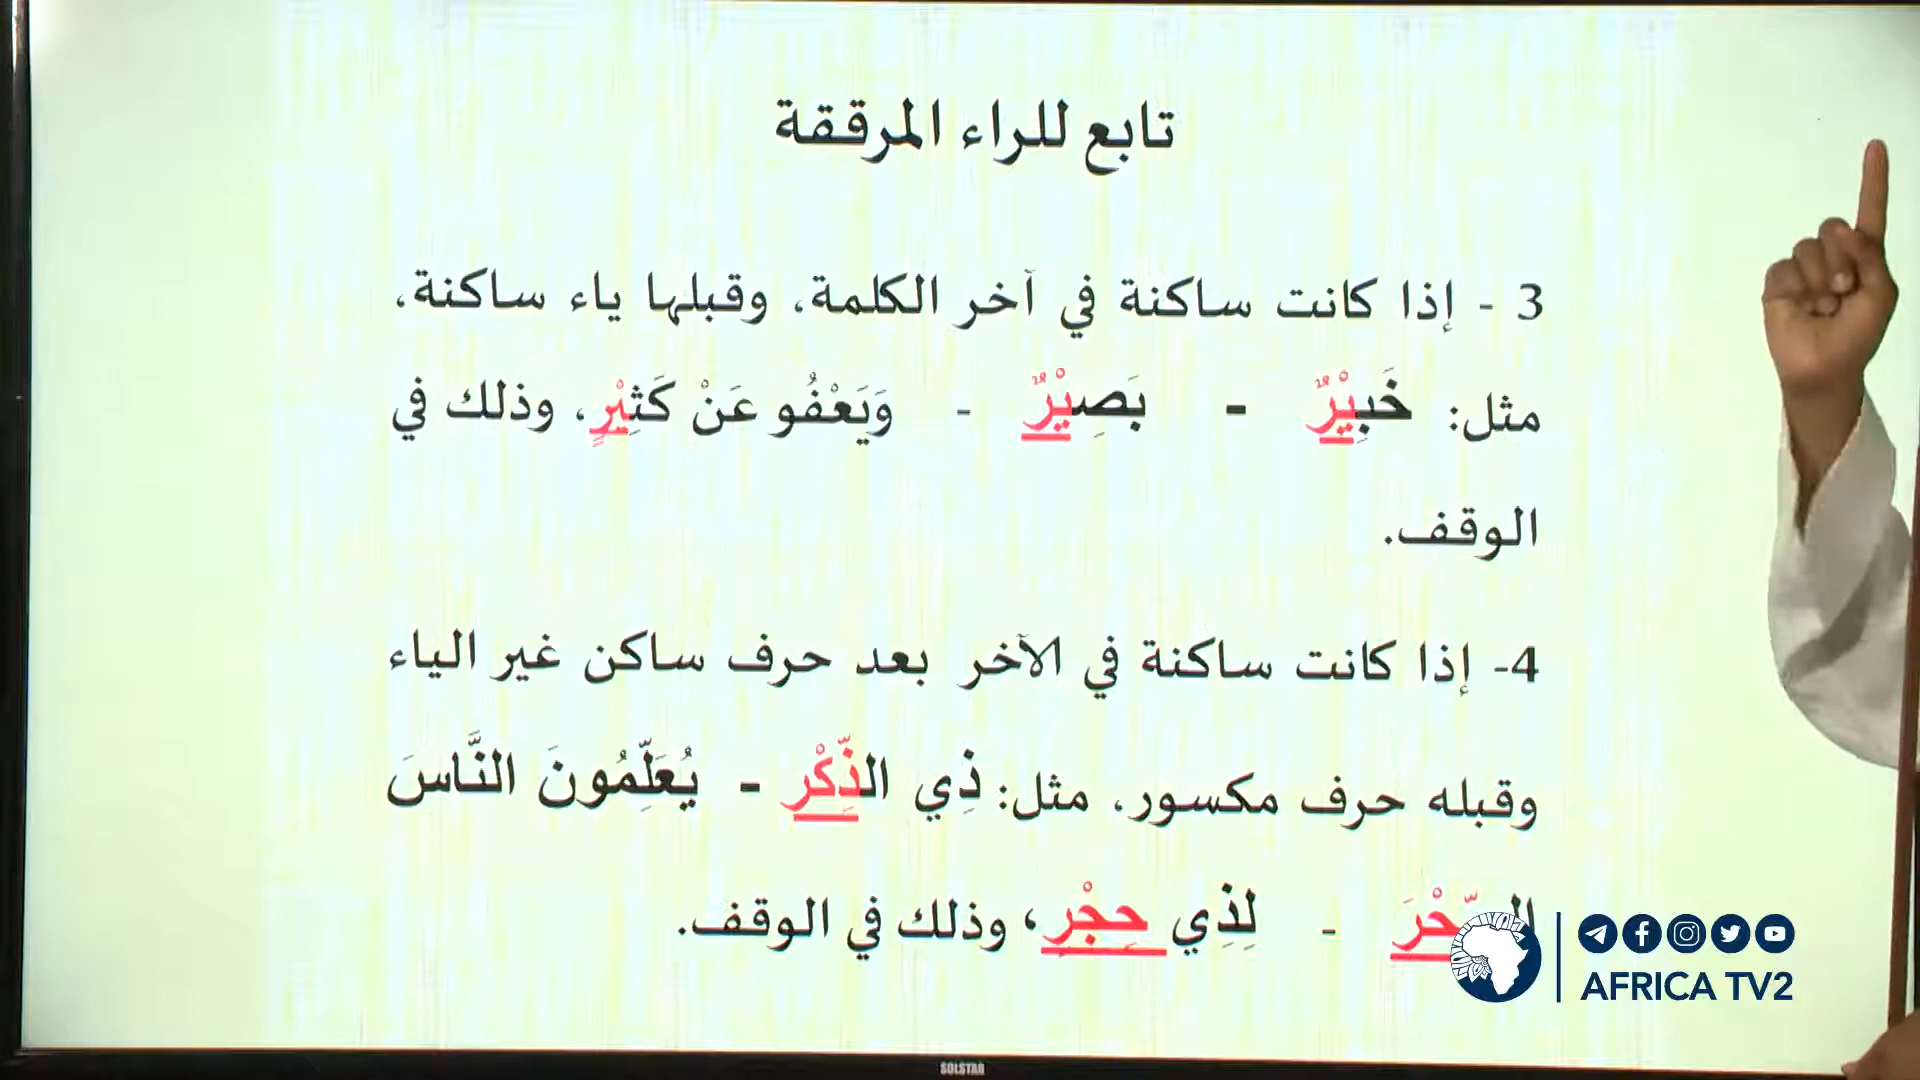 تابع للراء المرققة
3 - إذا كانت ساكنة في آخر الكلمة، وقبلها ياء ساكنة،
مثل: خَبِيْرٌ - بَصِيْرٌ - وَيَعْفُو عَنْ كَثِيْرٍ، وذلك في
الوقف.
4- إذا كانت ساكنة في الآخر بعد حرف ساكن غير الياء
وقبله حرف مكسور، مثل: ذِي الذِّكْرِ - يُعَلِّمُونَ النَّاسَ
- لِذِي حِجْرٍ، وذلك في الوقف.
AFRICA TV2
SOLSTAR